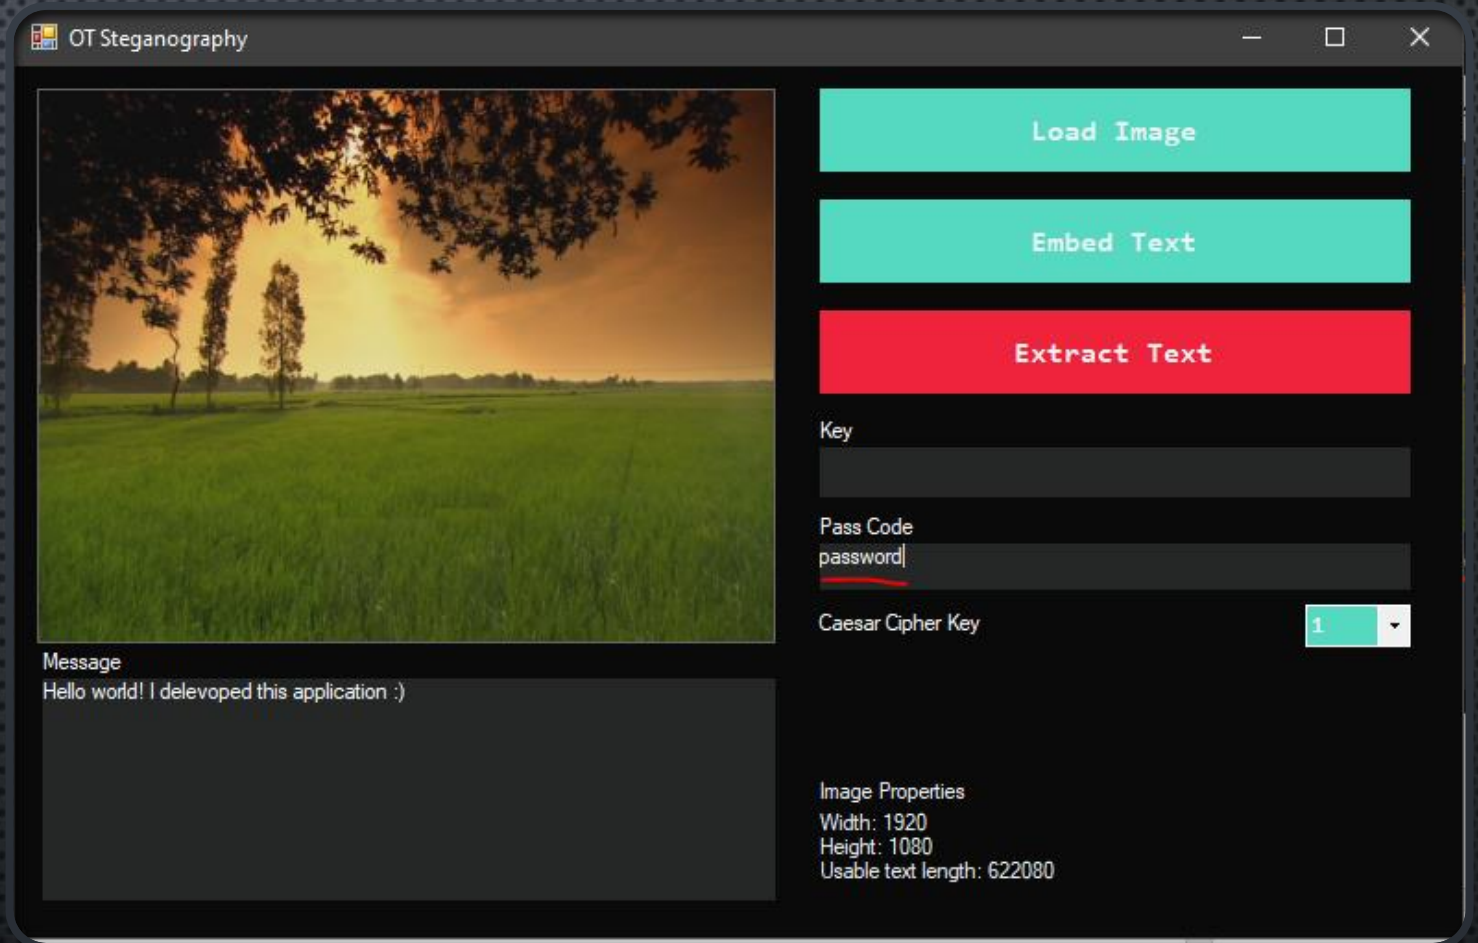 OT Steganography
Load Image
Embed Text
Extract Text
Key
Pass Code
password
Caesar Cipher Key
1
Message
Hello world! I delevoped this application :)
Image Properties
Width: 1920
Height: 1080
Usable text length: 622080